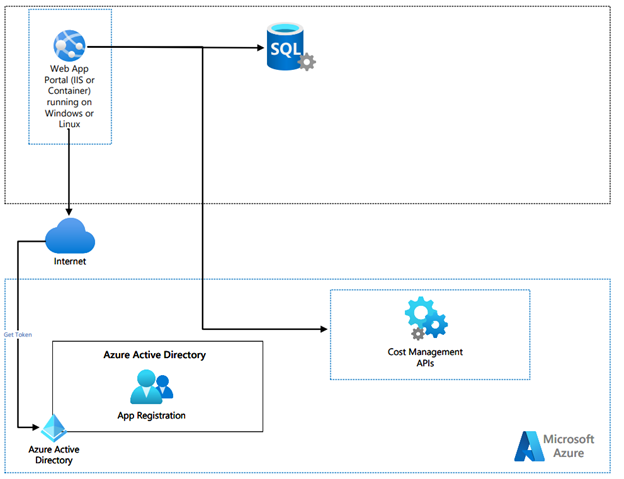 SQL
Web App
Portal (IIS or
Container)
running on
Windows or
Linux
Internet
Get Token
Cost Management
APIs
Azure Active Directory
App Registration
Azure Active
Directory
Microsoft
Azure